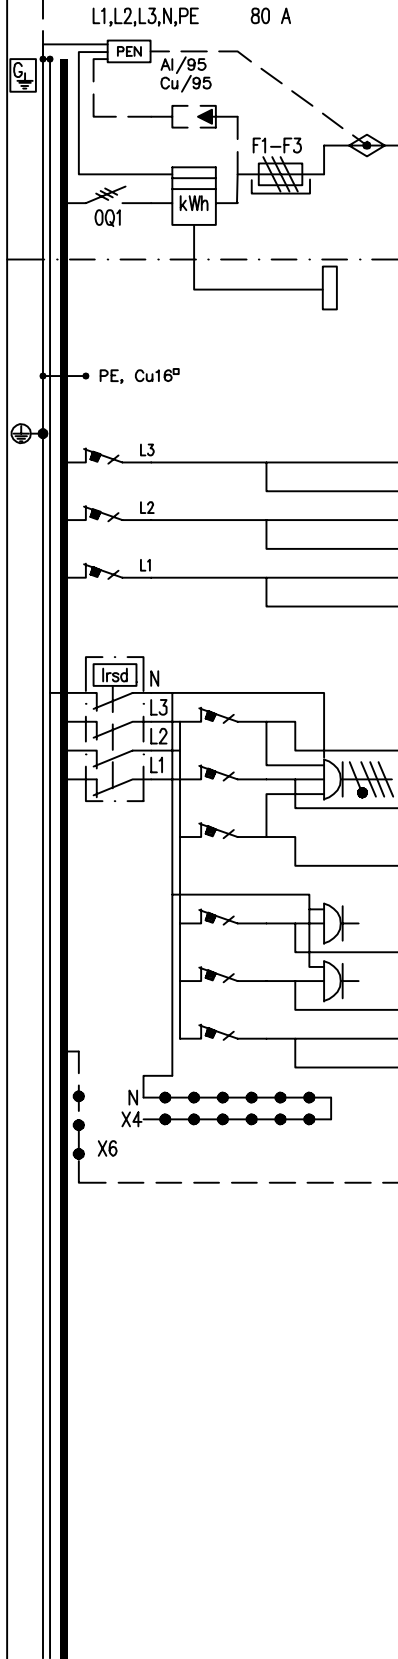 L1,L2,L3,N,PE 80 A
PEN
G
Al/95
Cu/95
F1-F3
kWh
0Q1
PE, Cu16□
L3
L2
L1
Irsd
N
L3
L2
L1
N
X4
X6